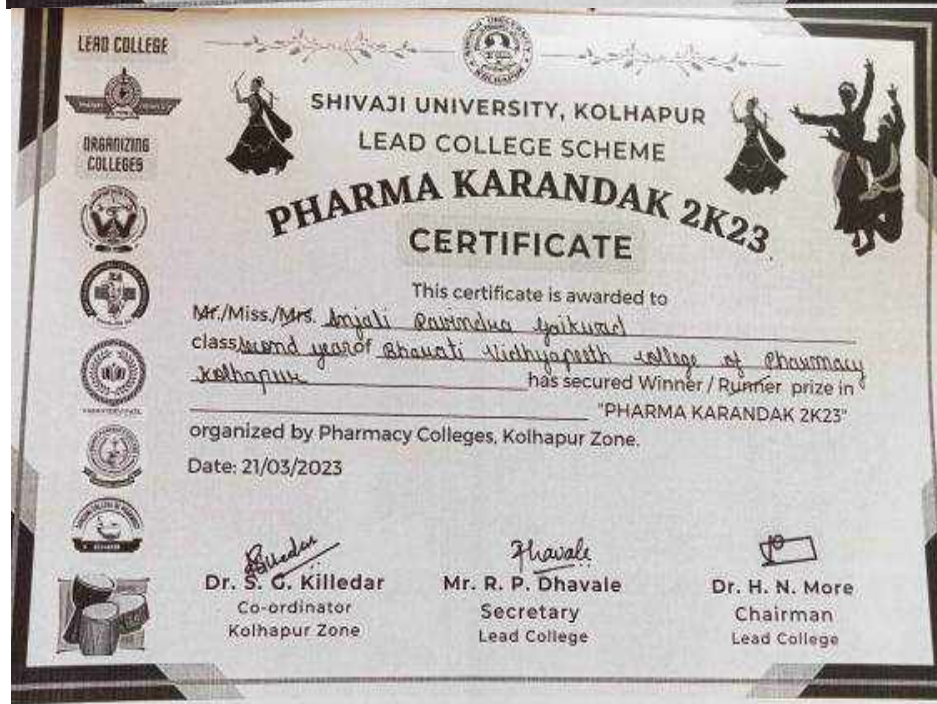 LEAD COLLEGE
ORGANIZING
COLLEGES
SHIVAJI UNIVERSITY, KOLHAPUR
LEAD COLLEGE SCHEME
PHARMA KARANDAK 2K23
CERTIFICATE
This certificate is awarded to
Mr./Miss./Mrs. Anjali Ravindra Gaikwad
class second year of Bharati Vidhyapeeth college of Pharmacy
Kolhapur has secured Winner / Runner prize in
"PHARMA KARANDAK 2K23"
organized by Pharmacy Colleges, Kolhapur Zone.
Date: 21/03/2023
Killedar
Dhavale
Dr. S. G. Killedar
Mr. R. P. Dhavale
Dr. H. N. More
Co-ordinator
Secretary
Chairman
Kolhapur Zone
Lead College
Lead College